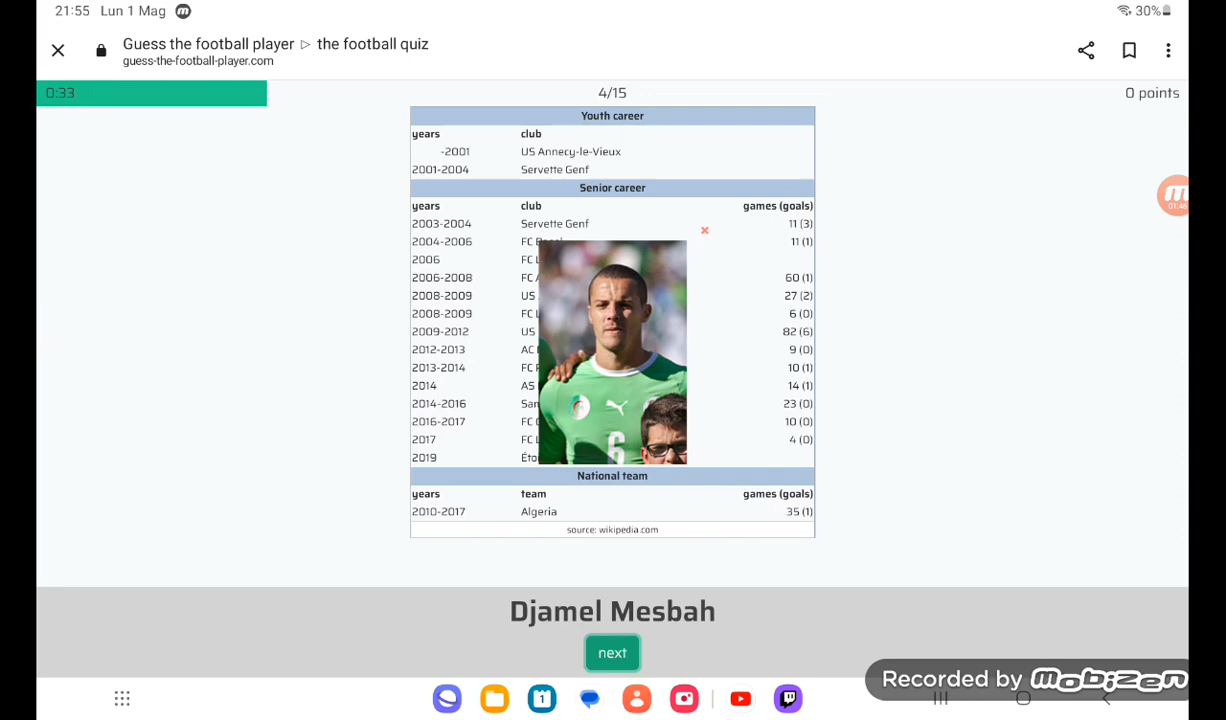 21:55 Lun 1 Mag 30%
Guess the football player ▷ the football quiz
guess-the-football-player.com
0:33 4/15 0 points
Youth career
years club
-2001 US Annecy-le-Vieux
2001-2004 Servette Genf
Senior career
years club games (goals)
2003-2004 Servette Genf 11 (3)
2004-2006 FC 11 (1)
2006 FC
2006-2008 FC 60 (1)
2008-2009 US 27 (2)
2008-2009 FC 6 (0)
2009-2012 US 82 (6)
2012-2013 AC 9 (0)
2013-2014 FC 10 (1)
2014 AS 14 (1)
2014-2016 23 (0)
2016-2017 FC 10 (0)
2017 FC 4 (0)
2019
6
National team
years team games (goals)
2010-2017 Algeria 35 (1)
source: wikipedia.com
01:46
Djamel Mesbah
next
Recorded by mobizen
1